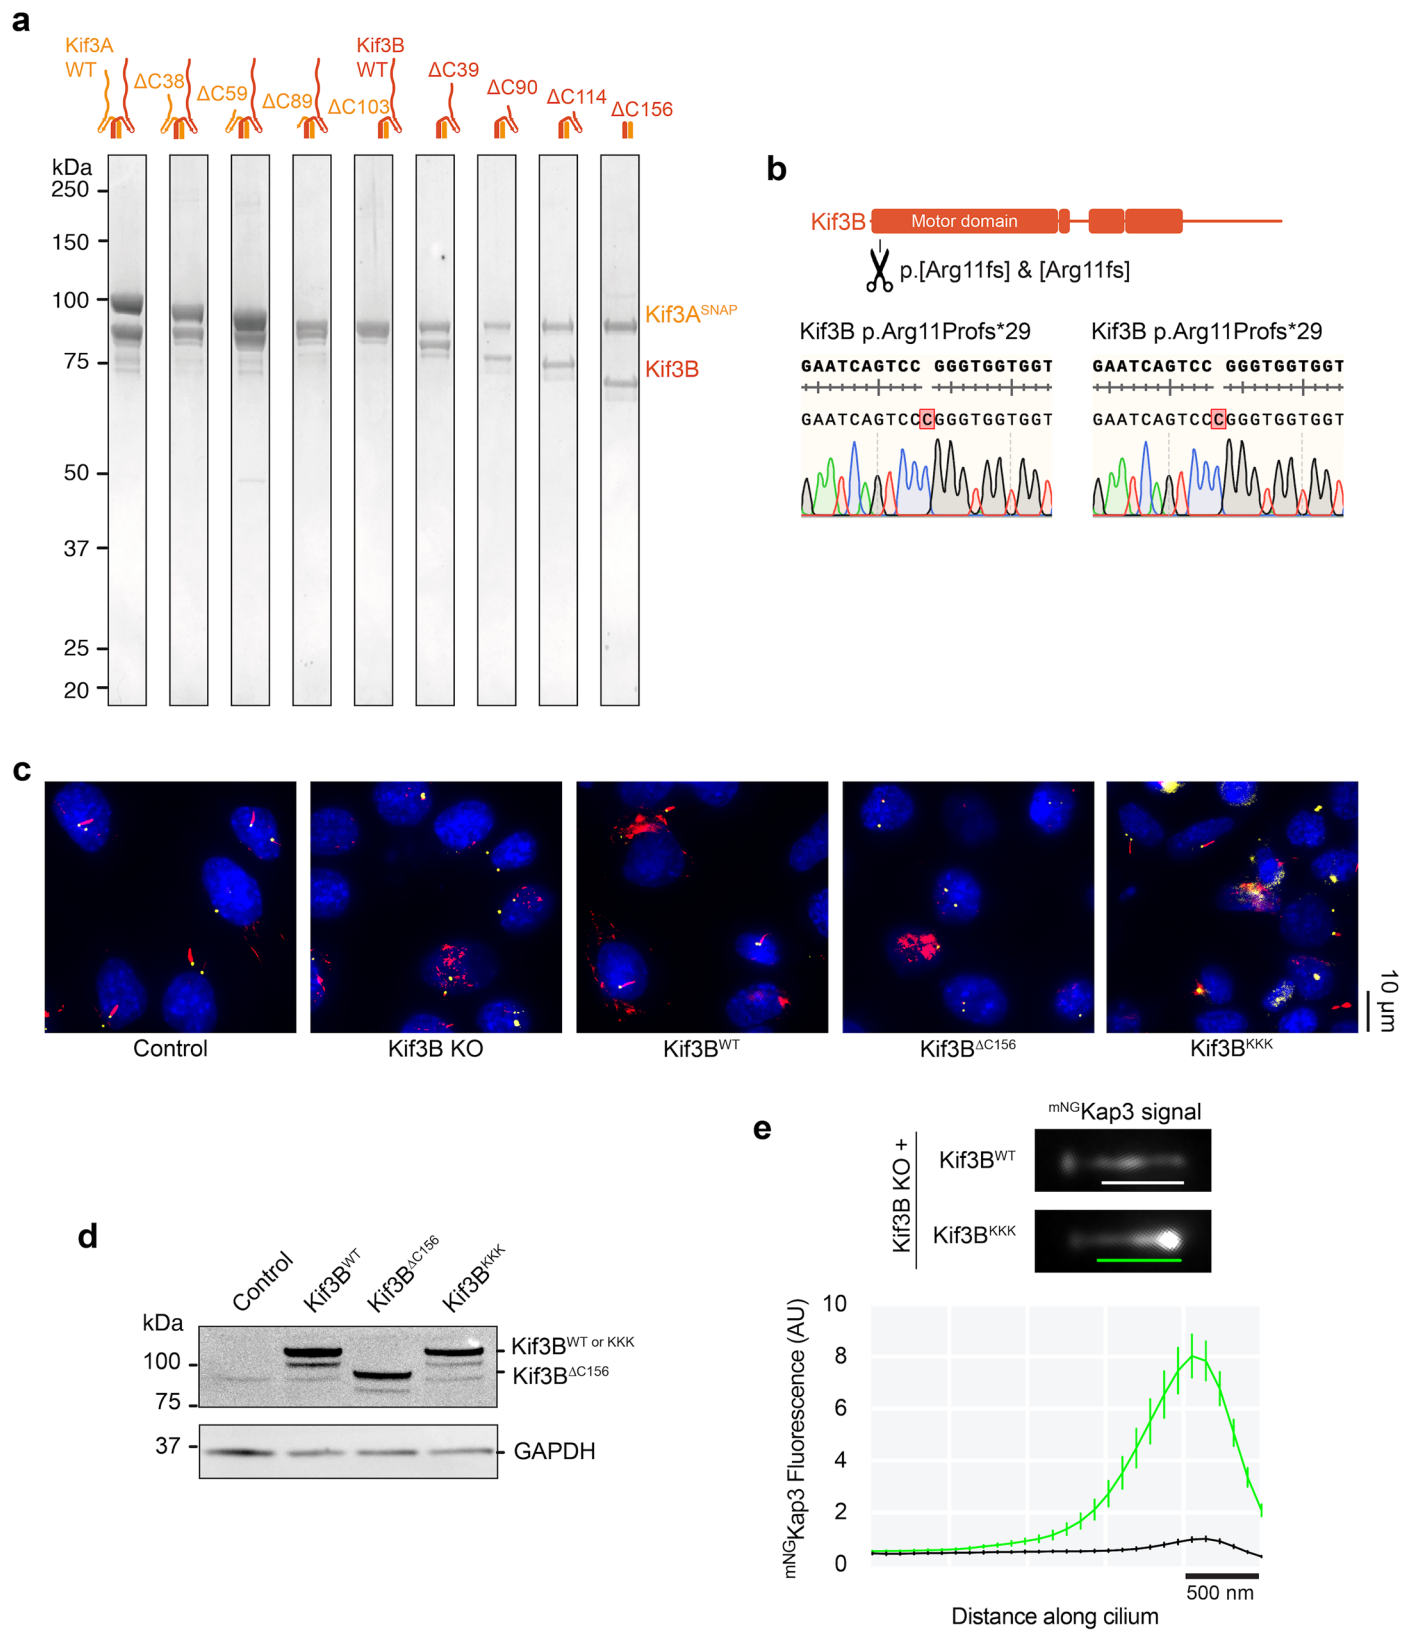 a
Kif3A
WT
ΔC38
ΔC59
ΔC89
ΔC103
Kif3B
WT
ΔC39
ΔC90
ΔC114
ΔC156
kDa
250
150
100
75
50
37
25
20
Kif3ASNAP
Kif3B
b
Kif3B
Motor domain
p.[Arg11fs] & [Arg11fs]
Kif3B p.Arg11Profs*29
GAATCAGTCC GGGTGGTGGT
GAATCAGTCCCGGGTGGTGGT
Kif3B p.Arg11Profs*29
GAATCAGTCC GGGTGGTGGT
GAATCAGTCCCGGGTGGTGGT
c
Control
Kif3B KO
Kif3BWT
Kif3BΔC156
Kif3BKKK
10 µm
d
Control
Kif3BWT
Kif3BΔC156
Kif3BKKK
kDa
100
75
37
Kif3BWT or KKK
Kif3BΔC156
GAPDH
e
mNGKap3 signal
Kif3B KO +
Kif3BWT
Kif3BKKK
mNGKap3 Fluorescence (AU)
10
8
6
4
2
0
500 nm
Distance along cilium